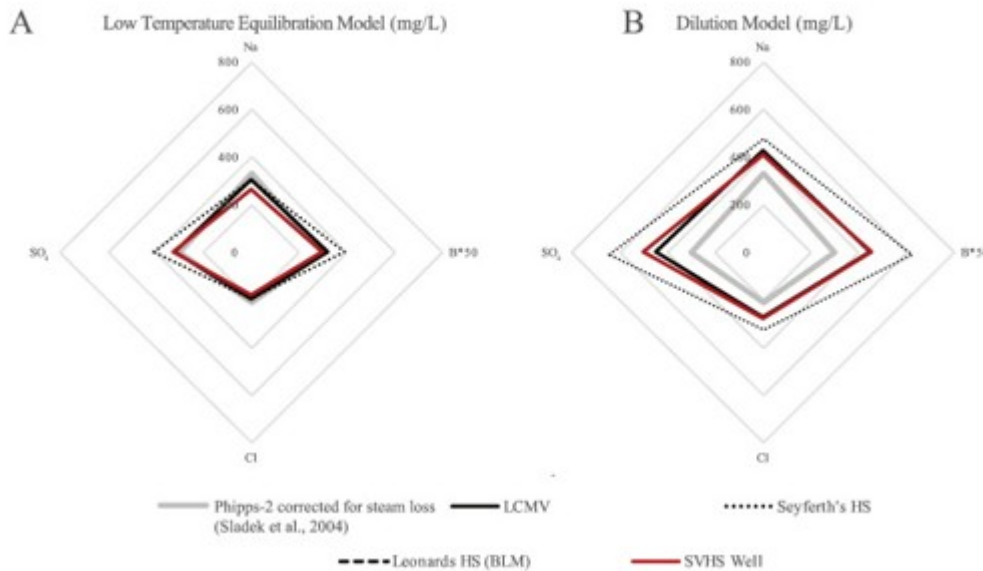 A
Low Temperature Equilibration Model (mg/L)
Na
800
600
400
0
SO₄
B*50
Cl
B
Dilution Model (mg/L)
Na
800
600
400
200
0
SO₄
B*50
Cl
Phipps-2 corrected for steam loss
(Sladek et al., 2004)
LCMV
Seyferth's HS
Leonards HS (BLM)
SVHS Well